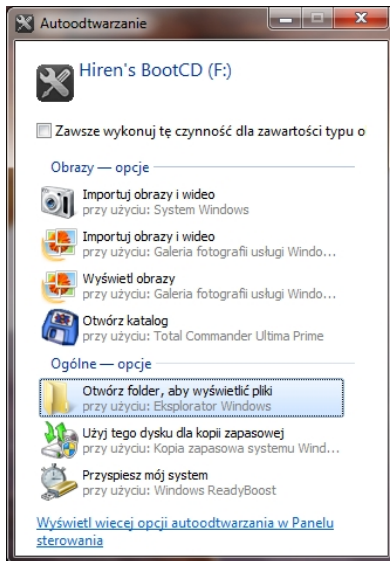 Autoodtwarzanie
Hiren's BootCD (F:)
Zawsze wykonuj tę czynność dla zawartości typu o
Obrazy — opcje
Importuj obrazy i wideo
przy użyciu: System Windows
Importuj obrazy i wideo
przy użyciu: Galeria fotografii usługi Windo...
Wyświetl obrazy
przy użyciu: Galeria fotografii usługi Windo...
Otwórz katalog
przy użyciu: Total Commander Ultima Prime
Ogólne — opcje
Otwórz folder, aby wyświetlić pliki
przy użyciu: Eksplorator Windows
Użyj tego dysku dla kopii zapasowej
przy użyciu: Kopia zapasowa systemu Wind...
Przyspiesz mój system
przy użyciu: Windows ReadyBoost
Wyświetl wiecej opcji autoodtwarzania w Panelu
sterowania